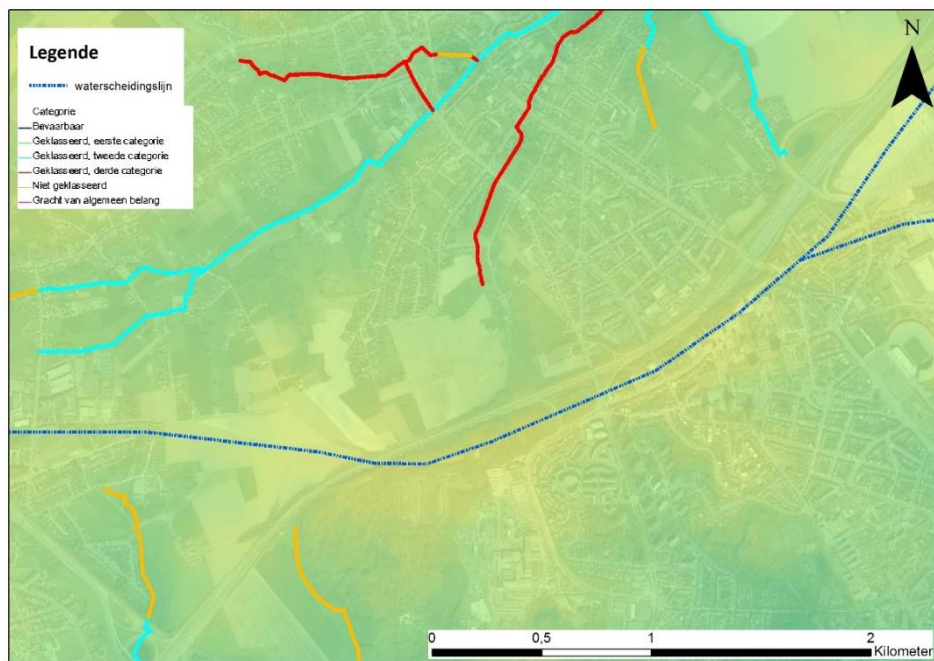 Legende
waterscheidingslijn
Categorie
Bevaarbaar
Geklasseerd, eerste categorie
Geklasseerd, tweede categorie
Geklasseerd, derde categorie
Niet geklasseerd
Gracht van algemeen belang
N
0 0,5 1 2
Kilometer